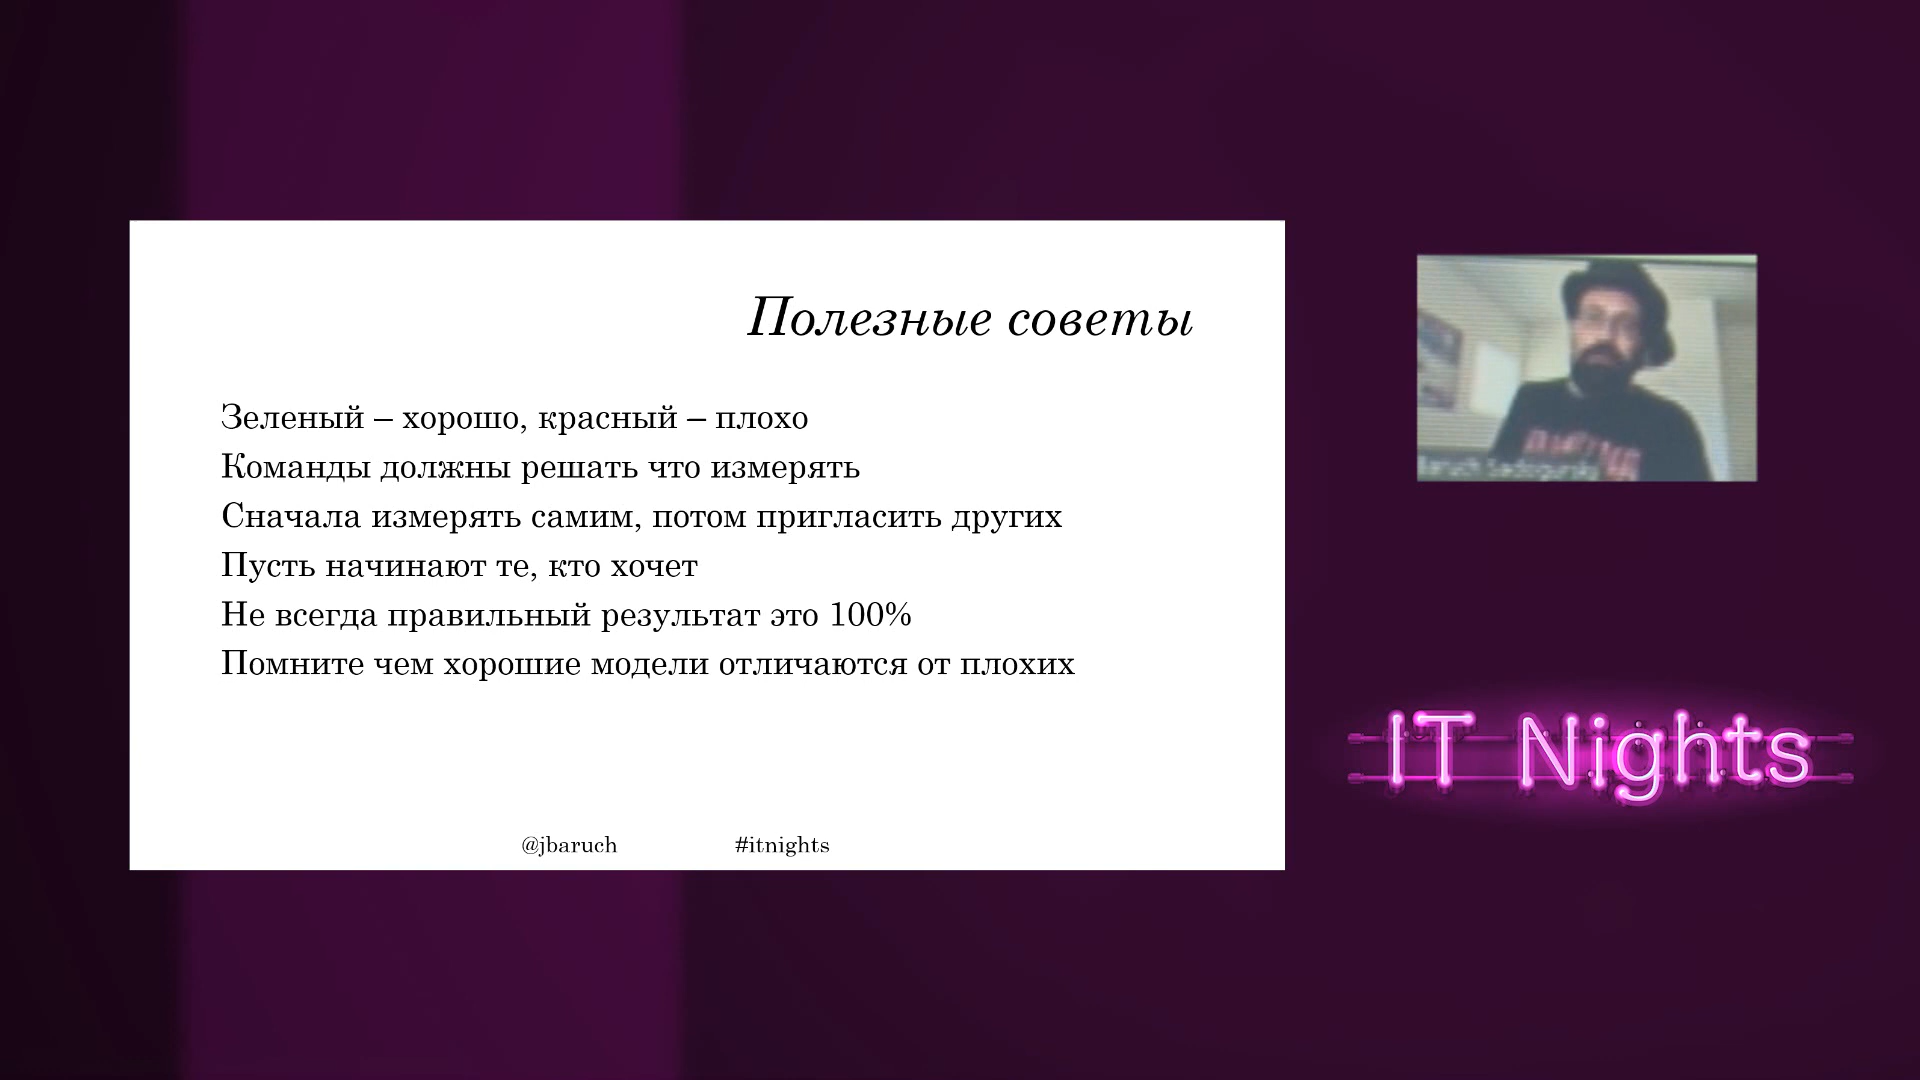 Полезные советы
Зеленый – хорошо, красный – плохо
Команды должны решать что измерять
Сначала измерять самим, потом пригласить других
Пусть начинают те, кто хочет
Не всегда правильный результат это 100%
Помните чем хорошие модели отличаются от плохих
@jbaruch #itnights
Baruch Sadogursky
IT Nights